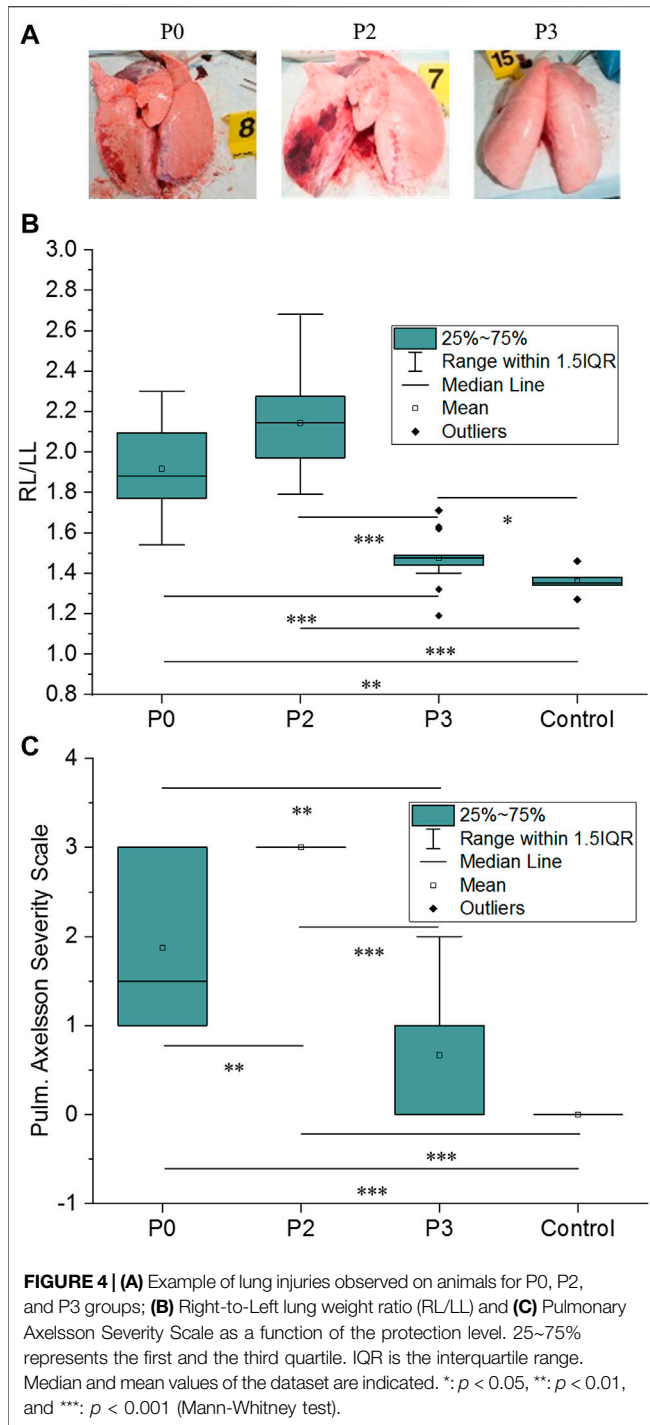 A
P0 P2 P3
8 7 15
B
3.0
2.8
2.6
2.4
2.2
2.0
1.8
1.6
1.4
1.2
1.0
0.8
RL/LL
25%~75%
Range within 1.5IQR
Median Line
Mean
Outliers
*
***
***
***
**
P0 P2 P3 Control
C
4
3
2
1
0
-1
Pulm. Axelsson Severity Scale
25%~75%
Range within 1.5IQR
Median Line
Mean
Outliers
**
***
**
***
***
P0 P2 P3 Control
FIGURE 4 | (A) Example of lung injuries observed on animals for P0, P2,
and P3 groups; (B) Right-to-Left lung weight ratio (RL/LL) and (C) Pulmonary
Axelsson Severity Scale as a function of the protection level. 25~75%
represents the first and the third quartile. IQR is the interquartile range.
Median and mean values of the dataset are indicated. *: p < 0.05, **: p < 0.01,
and ***: p < 0.001 (Mann-Whitney test).